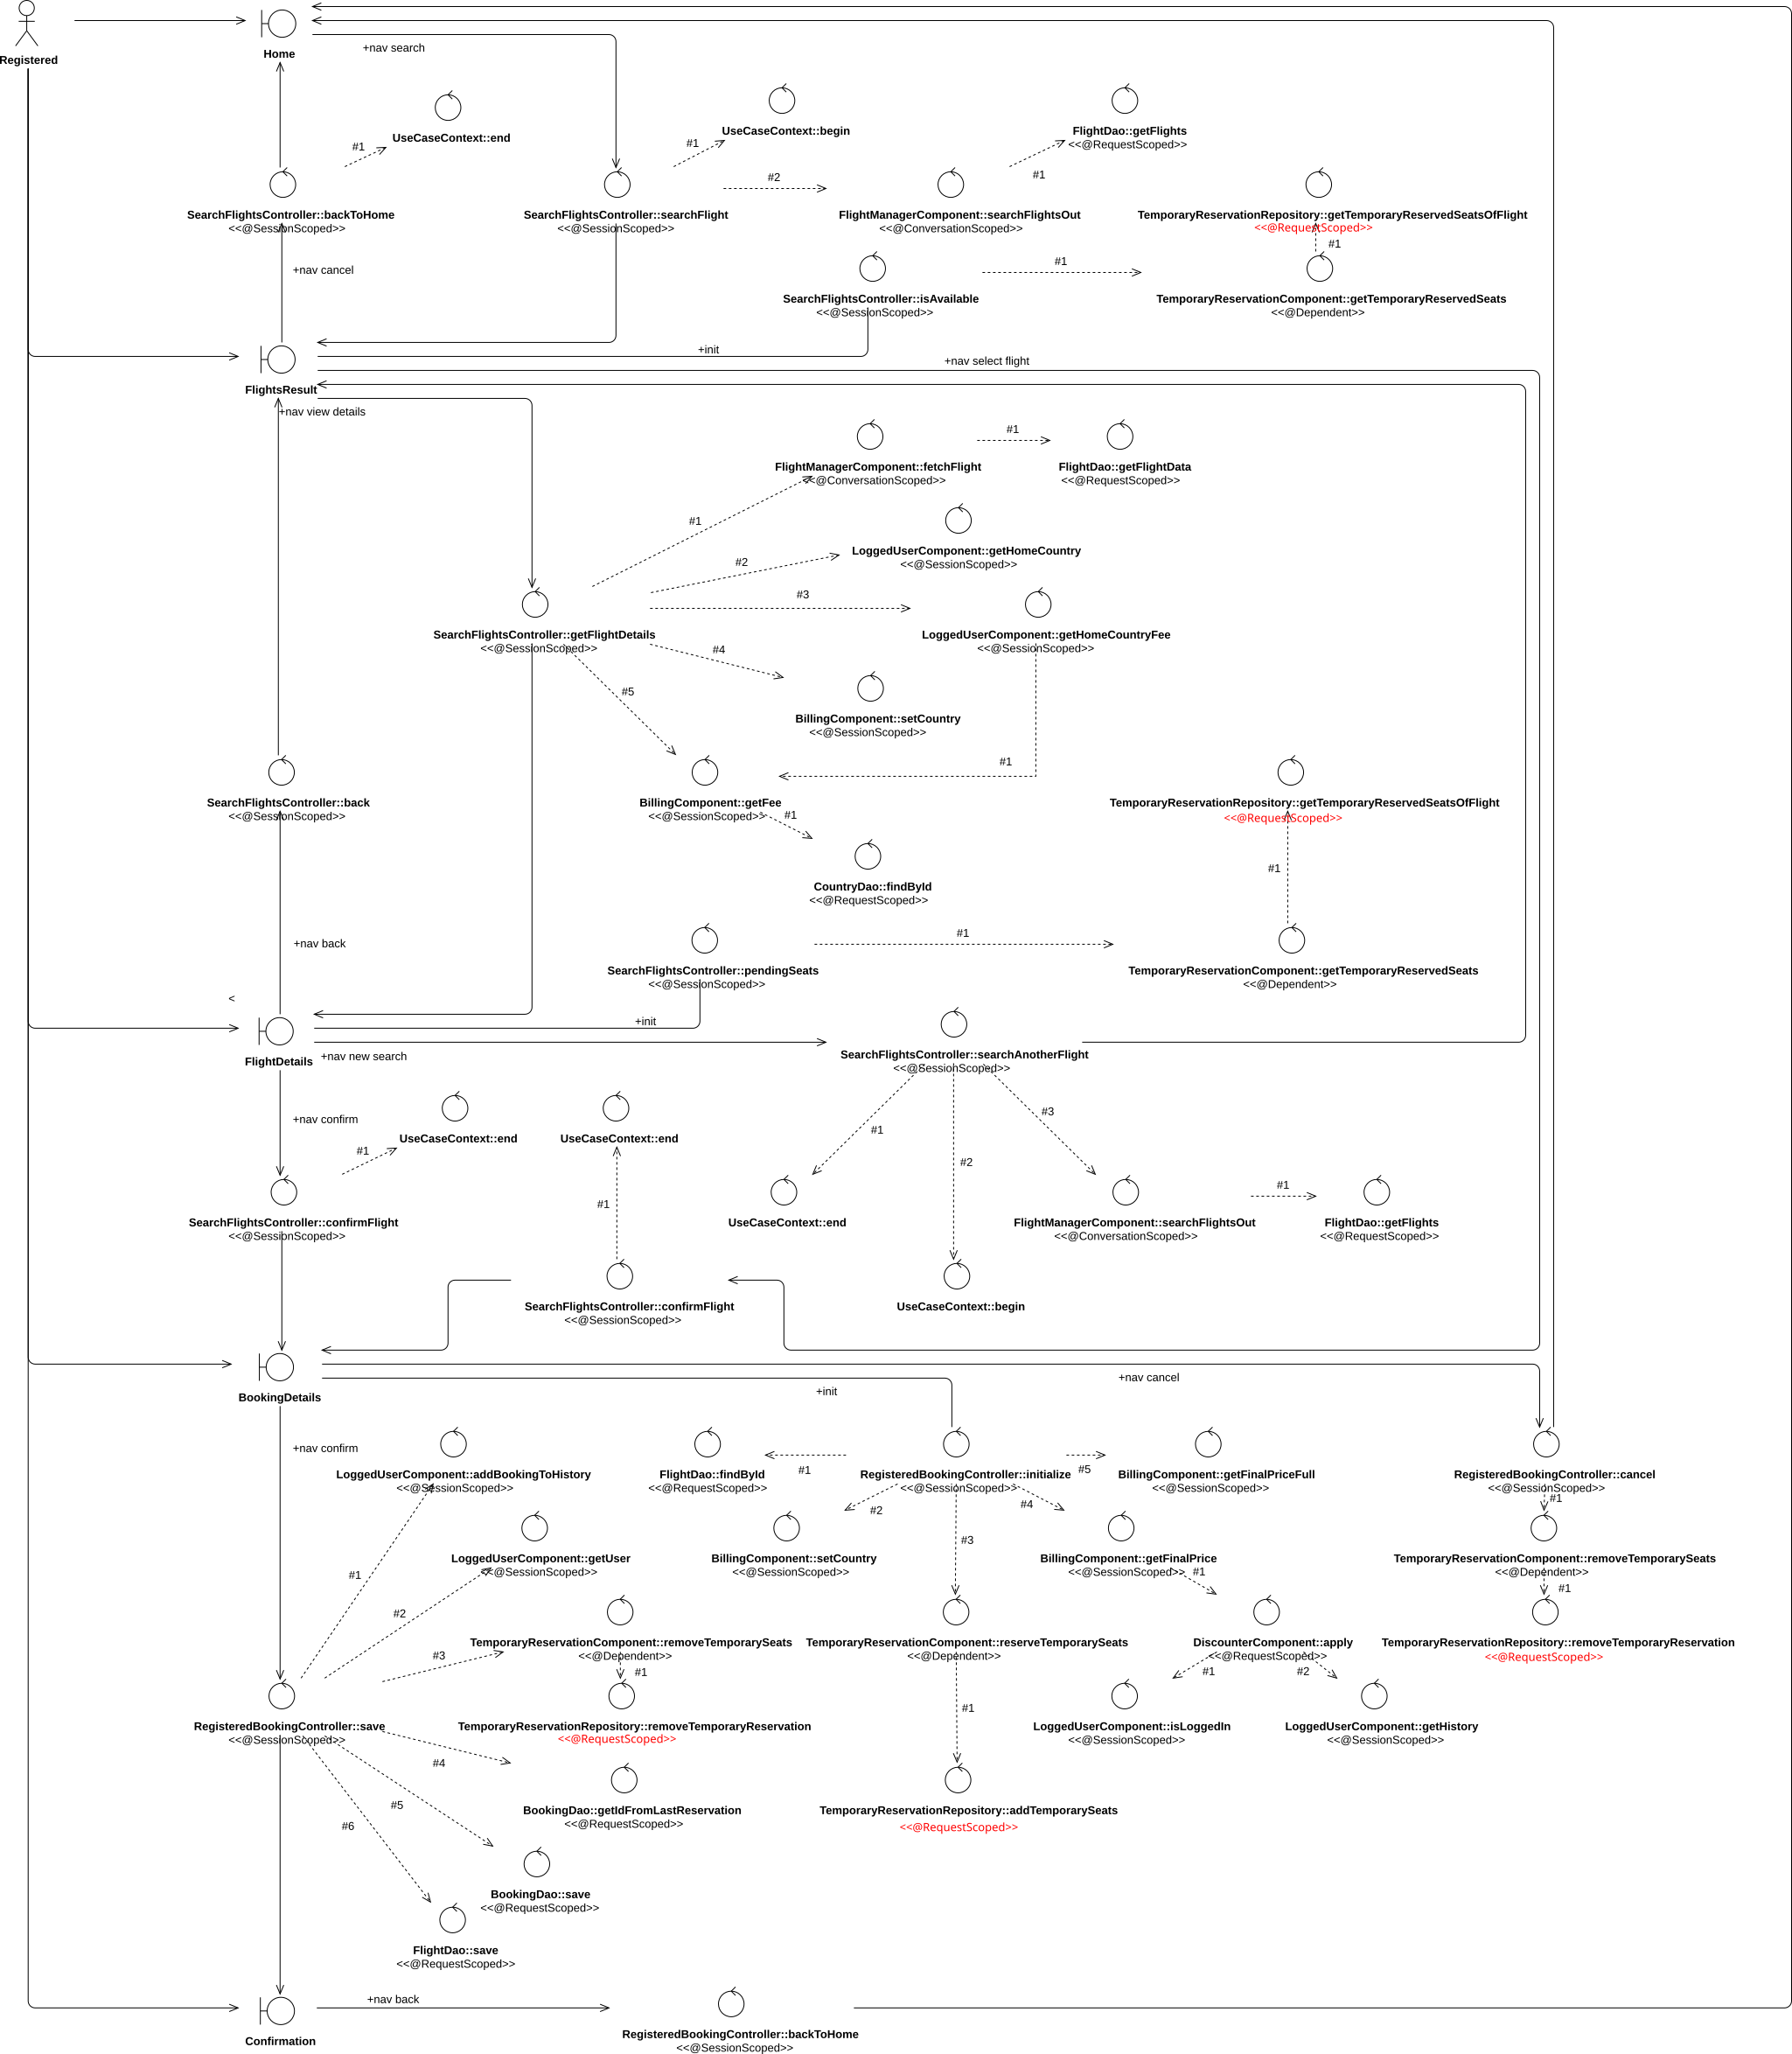 Registered
Home
+nav search
UseCaseContext::end
#1
UseCaseContext::begin
#1
FlightDao::getFlights
<<@RequestScoped>>
#1
#2
SearchFlightsController::backToHome
<<@SessionScoped>>
SearchFlightsController::searchFlight
<<@SessionScoped>>
FlightManagerComponent::searchFlightsOut
<<@ConversationScoped>>
TemporaryReservationRepository::getTemporaryReservedSeatsOfFlight
<<@RequestScoped>>
#1
+nav cancel
#1
SearchFlightsController::isAvailable
<<@SessionScoped>>
TemporaryReservationComponent::getTemporaryReservedSeats
<<@Dependent>>
+init
+nav select flight
FlightsResult
+nav view details
#1
FlightManagerComponent::fetchFlight
<<@ConversationScoped>>
FlightDao::getFlightData
<<@RequestScoped>>
#1
LoggedUserComponent::getHomeCountry
<<@SessionScoped>>
#2
#3
SearchFlightsController::getFlightDetails
<<@SessionScoped>>
LoggedUserComponent::getHomeCountryFee
<<@SessionScoped>>
#4
#5
BillingComponent::setCountry
<<@SessionScoped>>
#1
SearchFlightsController::back
<<@SessionScoped>>
BillingComponent::getFee
<<@SessionScoped>>
#1
TemporaryReservationRepository::getTemporaryReservedSeatsOfFlight
<<@RequestScoped>>
#1
CountryDao::findById
<<@RequestScoped>>
+nav back
#1
SearchFlightsController::pendingSeats
<<@SessionScoped>>
TemporaryReservationComponent::getTemporaryReservedSeats
<<@Dependent>>
<
+init
FlightDetails
+nav new search
SearchFlightsController::searchAnotherFlight
<<@SessionScoped>>
+nav confirm
#1
UseCaseContext::end
UseCaseContext::end
#1
#2
#3
#1
#1
SearchFlightsController::confirmFlight
<<@SessionScoped>>
UseCaseContext::end
FlightManagerComponent::searchFlightsOut
<<@ConversationScoped>>
FlightDao::getFlights
<<@RequestScoped>>
SearchFlightsController::confirmFlight
<<@SessionScoped>>
UseCaseContext::begin
BookingDetails
+init
+nav cancel
+nav confirm
LoggedUserComponent::addBookingToHistory
<<@SessionScoped>>
FlightDao::findById
<<@RequestScoped>>
#1
RegisteredBookingController::initialize
<<@SessionScoped>>
#5
BillingComponent::getFinalPriceFull
<<@SessionScoped>>
RegisteredBookingController::cancel
<<@SessionScoped>>
#1
#2
#4
#3
LoggedUserComponent::getUser
<<@SessionScoped>>
BillingComponent::setCountry
<<@SessionScoped>>
BillingComponent::getFinalPrice
<<@SessionScoped>>
#1
TemporaryReservationComponent::removeTemporarySeats
<<@Dependent>>
#1
#1
#2
#3
TemporaryReservationComponent::removeTemporarySeats
<<@Dependent>>
#1
TemporaryReservationComponent::reserveTemporarySeats
<<@Dependent>>
#1
DiscounterComponent::apply
<<@RequestScoped>>
#1
#2
TemporaryReservationRepository::removeTemporaryReservation
<<@RequestScoped>>
RegisteredBookingController::save
<<@SessionScoped>>
TemporaryReservationRepository::removeTemporaryReservation
<<@RequestScoped>>
LoggedUserComponent::isLoggedIn
<<@SessionScoped>>
LoggedUserComponent::getHistory
<<@SessionScoped>>
#4
#5
#6
BookingDao::getIdFromLastReservation
<<@RequestScoped>>
TemporaryReservationRepository::addTemporarySeats
<<@RequestScoped>>
BookingDao::save
<<@RequestScoped>>
FlightDao::save
<<@RequestScoped>>
+nav back
Confirmation
RegisteredBookingController::backToHome
<<@SessionScoped>>